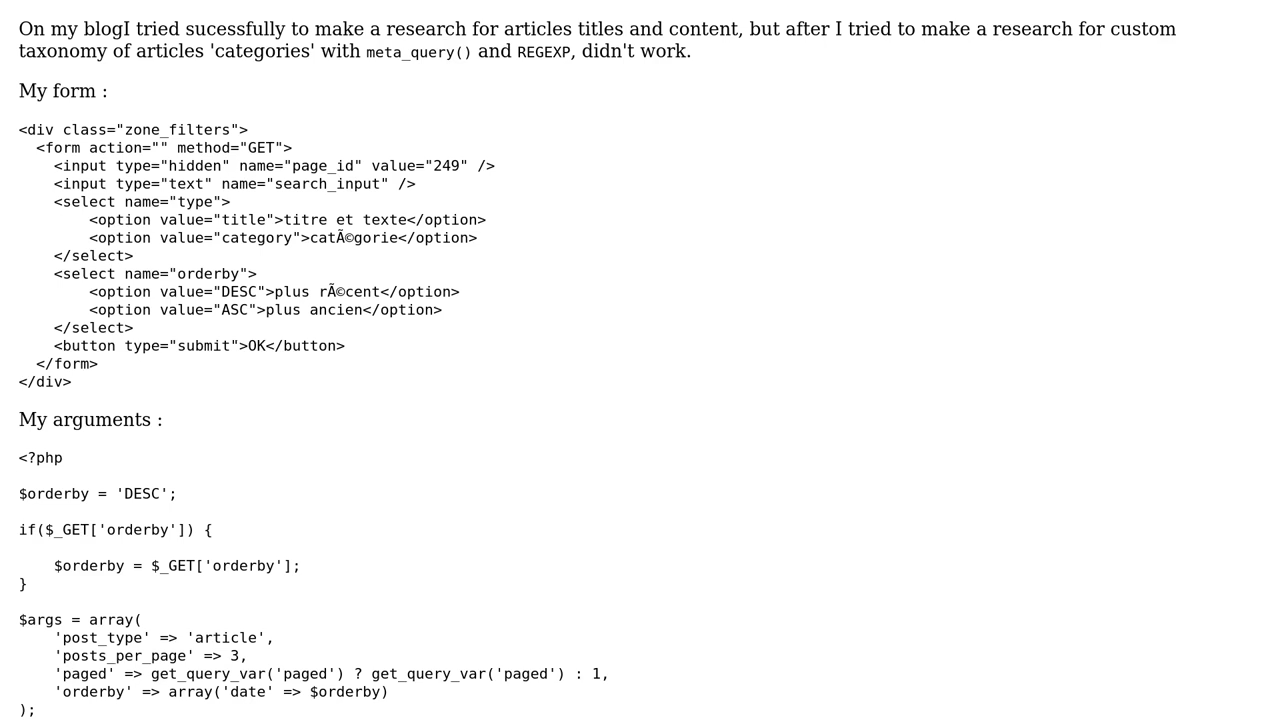 On my blogI tried sucessfully to make a research for articles titles and content, but after I tried to make a research for custom
taxonomy of articles 'categories' with meta_query() and REGEXP, didn't work.
My form :
<div class="zone_filters">
  <form action="" method="GET">
    <input type="hidden" name="page_id" value="249" />
    <input type="text" name="search_input" />
    <select name="type">
        <option value="title">titre et texte</option>
        <option value="category">catÃ©gorie</option>
    </select>
    <select name="orderby">
        <option value="DESC">plus rÃ©cent</option>
        <option value="ASC">plus ancien</option>
    </select>
    <button type="submit">OK</button>
  </form>
</div>
My arguments :
<?php
$orderby = 'DESC';
if($_GET['orderby']) {
    $orderby = $_GET['orderby'];
}
$args = array(
    'post_type' => 'article',
    'posts_per_page' => 3,
    'paged' => get_query_var('paged') ? get_query_var('paged') : 1,
    'orderby' => array('date' => $orderby)
);